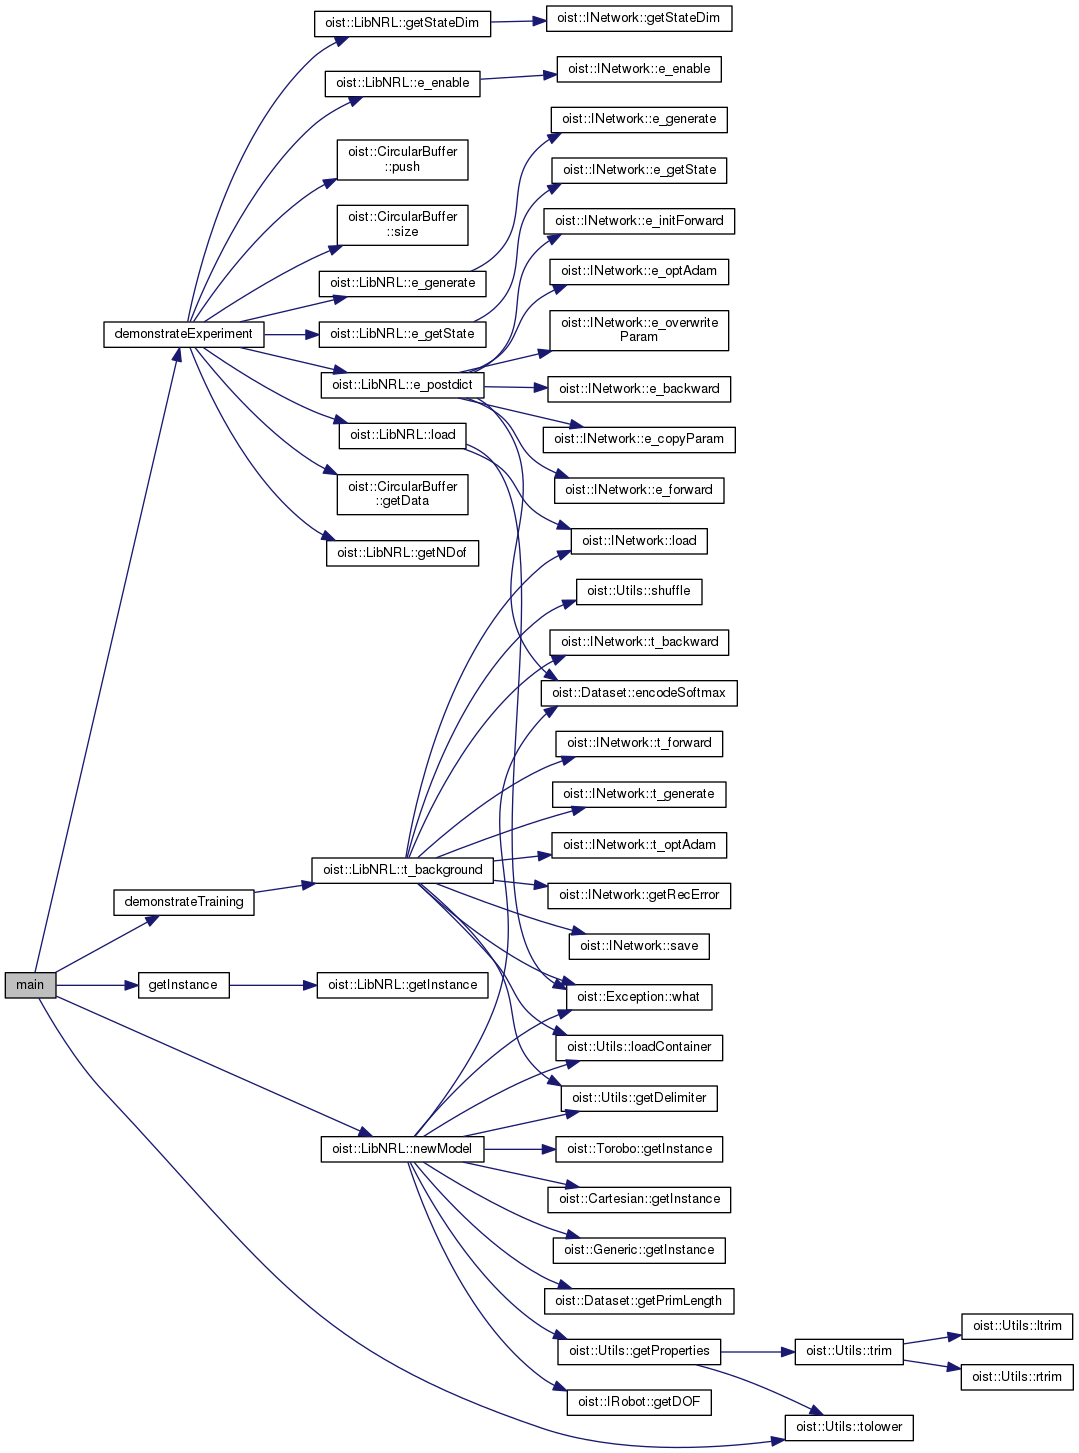 oist::LibNRL::getStateDim
oist::INetwork::getStateDim
oist::LibNRL::e_enable
oist::INetwork::e_enable
oist::INetwork::e_generate
oist::CircularBuffer
::push
oist::INetwork::e_getState
oist::CircularBuffer
::size
oist::INetwork::e_initForward
oist::LibNRL::e_generate
oist::INetwork::e_optAdam
demonstrateExperiment
oist::LibNRL::e_getState
oist::INetwork::e_overwrite
Param
oist::LibNRL::e_postdict
oist::INetwork::e_backward
oist::LibNRL::load
oist::INetwork::e_copyParam
oist::CircularBuffer
::getData
oist::INetwork::e_forward
oist::LibNRL::getNDof
oist::INetwork::load
oist::Utils::shuffle
oist::INetwork::t_backward
oist::Dataset::encodeSoftmax
oist::INetwork::t_forward
oist::INetwork::t_generate
oist::INetwork::t_optAdam
oist::LibNRL::t_background
oist::INetwork::getRecError
demonstrateTraining
oist::INetwork::save
main
getInstance
oist::LibNRL::getInstance
oist::Exception::what
oist::Utils::loadContainer
oist::Utils::getDelimiter
oist::LibNRL::newModel
oist::Torobo::getInstance
oist::Cartesian::getInstance
oist::Generic::getInstance
oist::Dataset::getPrimLength
oist::Utils::getProperties
oist::Utils::trim
oist::Utils::ltrim
oist::Utils::rtrim
oist::IRobot::getDOF
oist::Utils::tolower